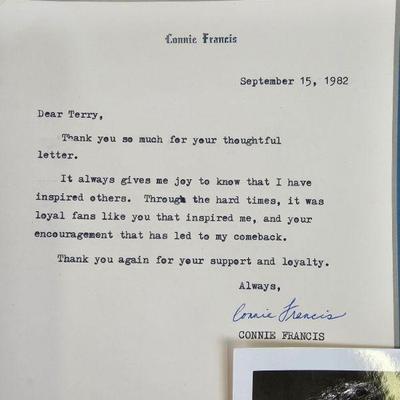 Connie Francis
September 15, 1982
Dear Terry,
Thank you so much for your thoughtful
letter.
It always gives me joy to know that I have
inspired others. Through the hard times, it was
loyal fans like you that inspired me, and your
encouragement that has led to my comeback.
Thank you again for your support and loyalty.
Always,
Connie Francis
CONNIE FRANCIS